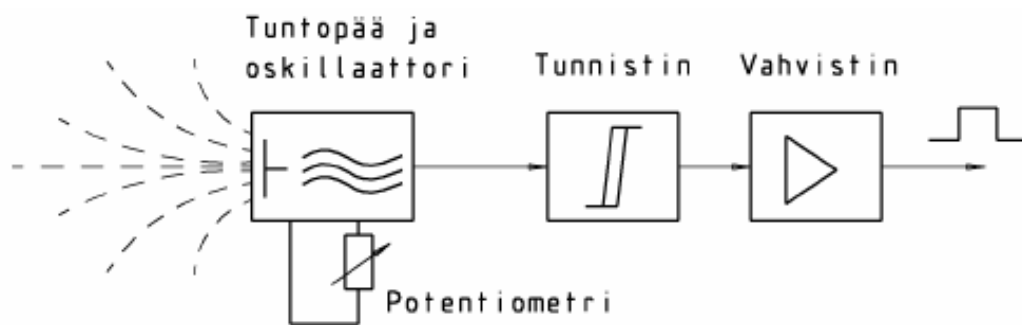 Tuntopää ja
oskillaattori
Tunnistin
Vahvistin
Potentiometri